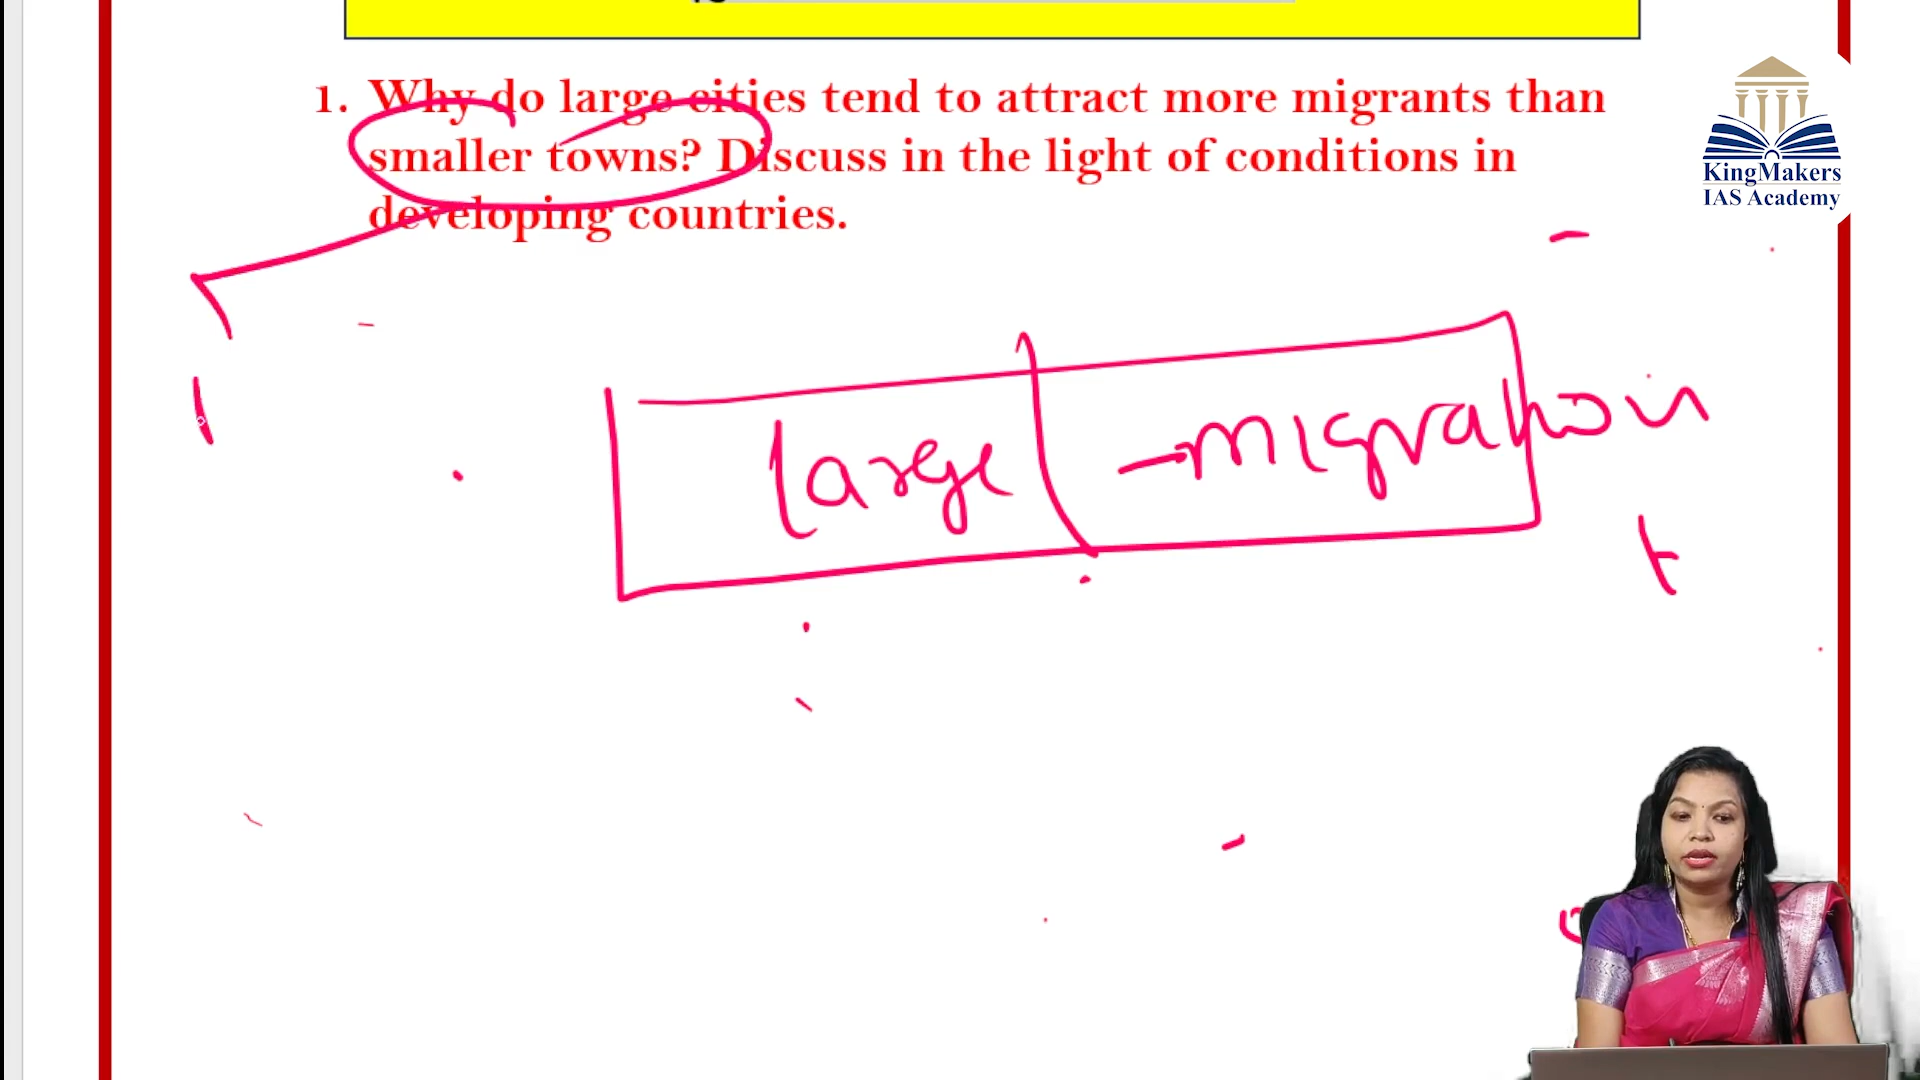 1. Why do large cities tend to attract more migrants than
smaller towns? Discuss in the light of conditions in
developing countries.
KingMakers
IAS Academy
large
migration